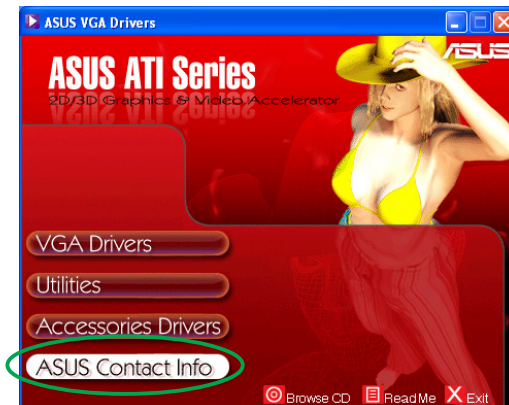 ASUS VGA Drivers
ASUS
ASUS ATI Series
2D/3D Graphics & Video Accelerator
VGA Drivers
Utilities
Accessories Drivers
ASUS Contact Info
Browse CD ReadMe Exit